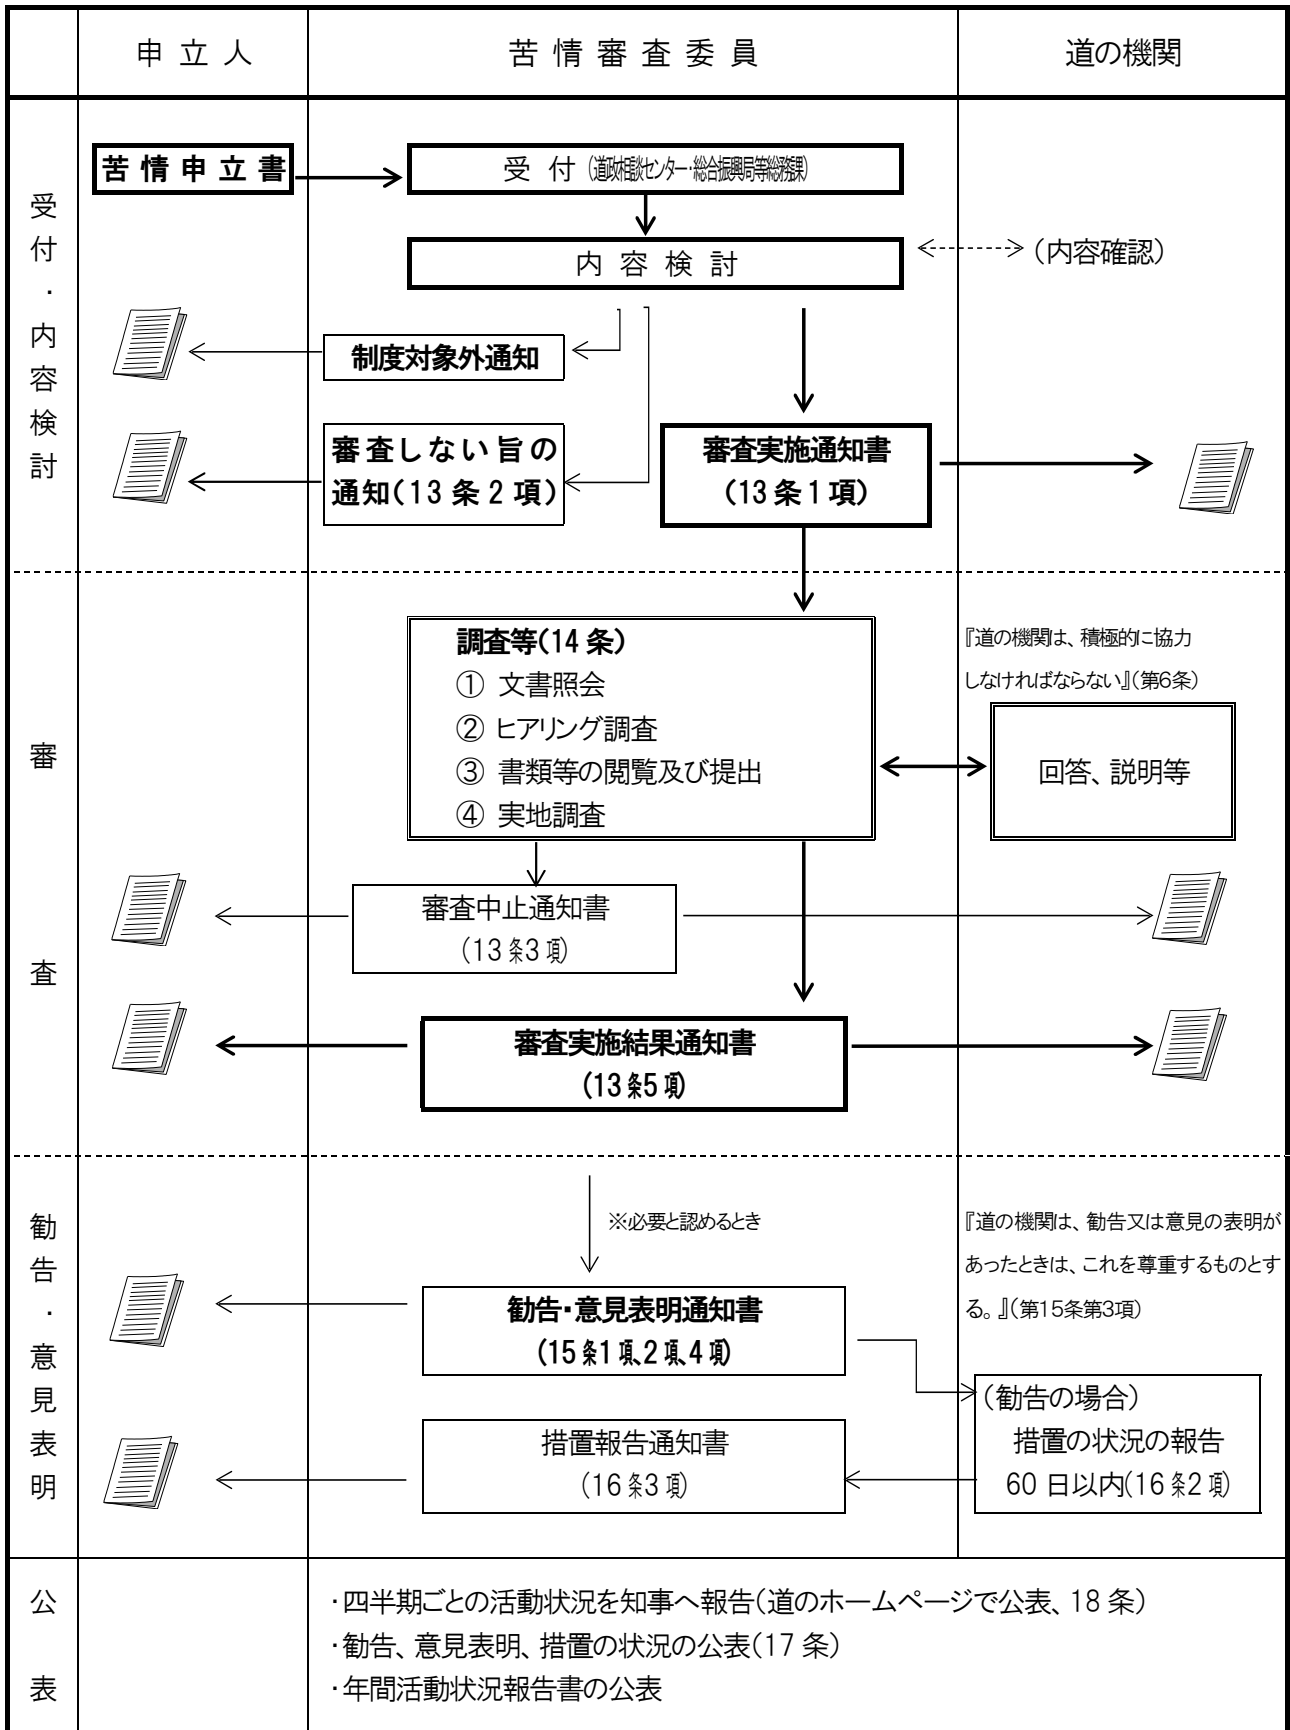 申立人
苦情審査委員
道の機関
受付・内容検討
苦情申立書
受付（道政相談センター・総合振興局等総務課）
内容検討
（内容確認）
制度対象外通知
審査しない旨の
通知（13条2項）
審査実施通知書
（13条1項）
審査
調査等（14条）
① 文書照会
② ヒアリング調査
③ 書類等の閲覧及び提出
④ 実地調査
『道の機関は、積極的に協力
しなければならない』（第6条）
回答、説明等
審査中止通知書
（13条3項）
審査実施結果通知書
（13条5項）
勧告・意見表明
※必要と認めるとき
勧告・意見表明通知書
（15条1項、2項、4項）
『道の機関は、勧告又は意見の表明が
あったときは、これを尊重するものとす
る。』（第15条第3項）
（勧告の場合）
措置の状況の報告
60日以内（16条2項）
措置報告通知書
（16条3項）
公表
・四半期ごとの活動状況を知事へ報告（道のホームページで公表、18条）
・勧告、意見表明、措置の状況の公表（17条）
・年間活動状況報告書の公表